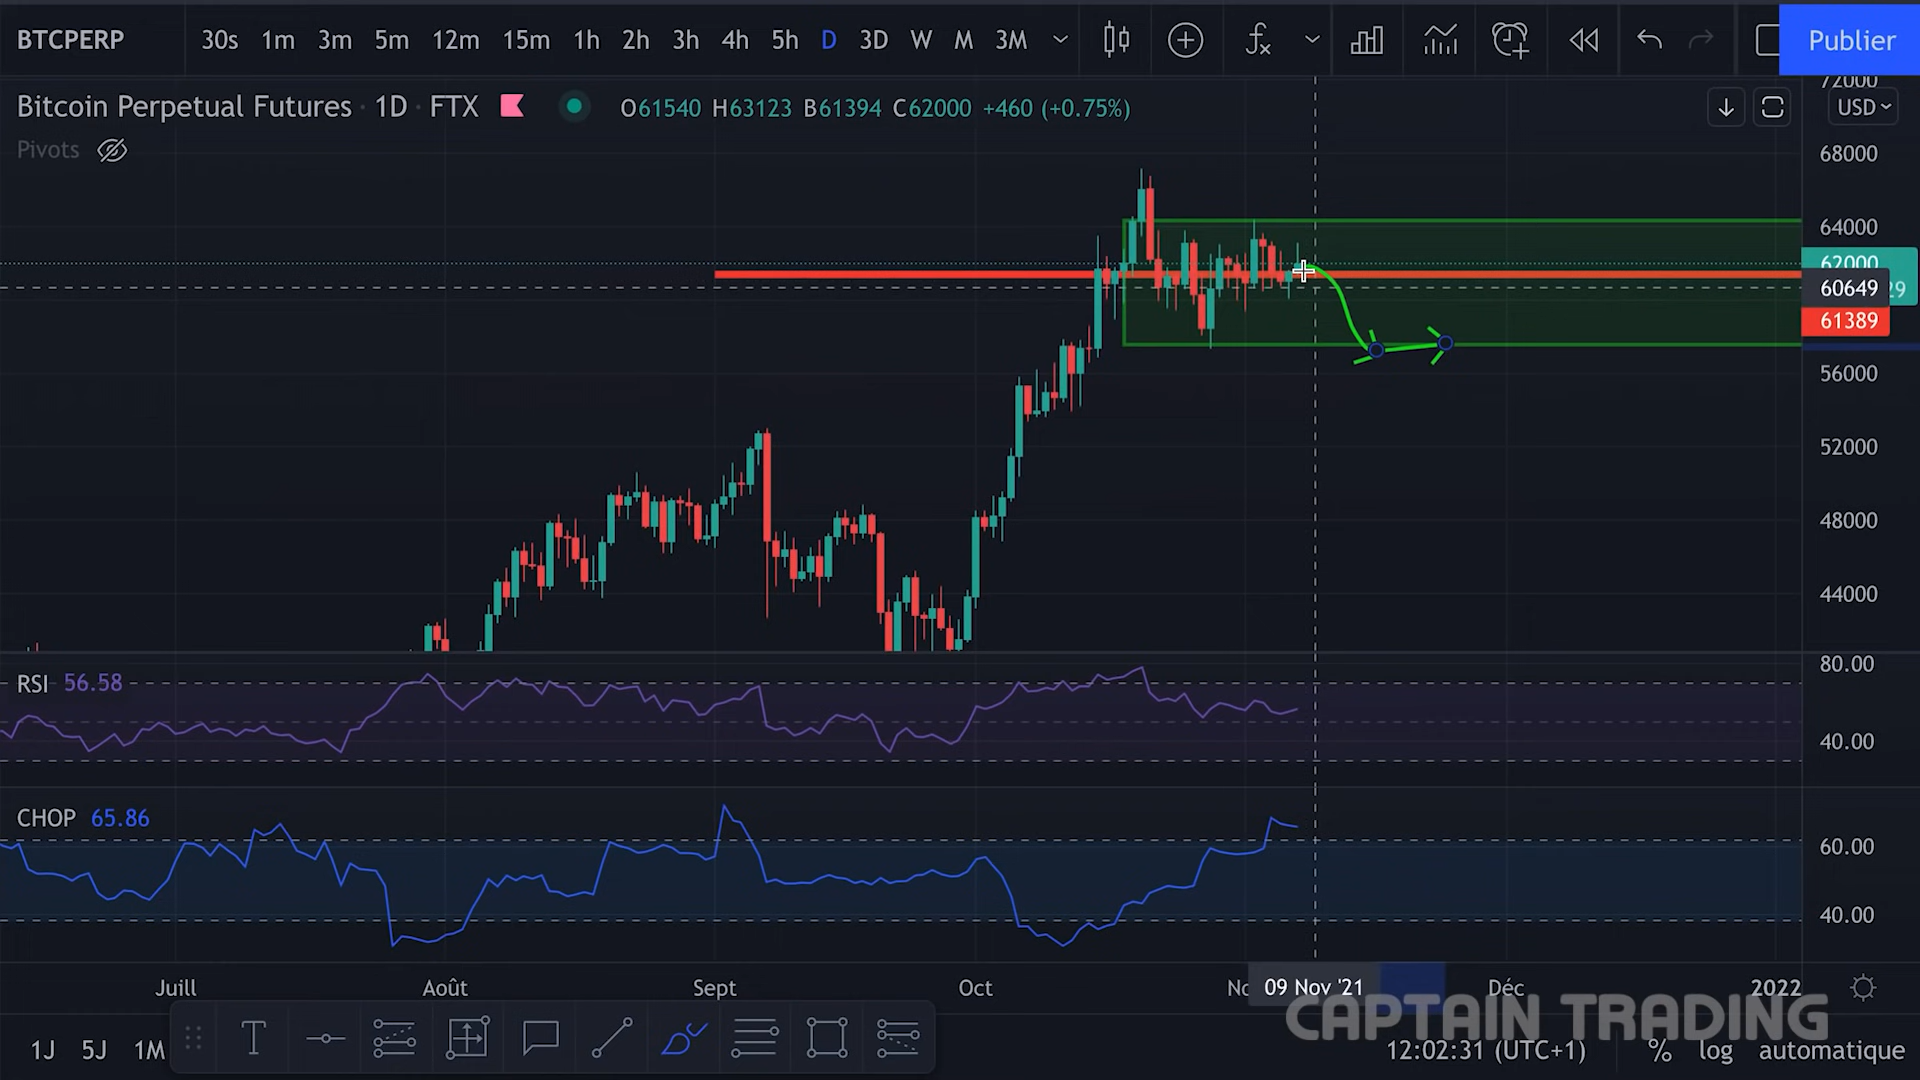 BTCPERP 30s 1m 3m 5m 12m 15m 1h 2h 3h 4h 5h D 3D W M 3M Publier
72000
Bitcoin Perpetual Futures · 1D · FTX O61540 H63123 B61394 C62000 +460 (+0.75%) USD
Pivots
68000
64000
62000
60649
61389
56000
52000
48000
44000
RSI 56.58
80.00
40.00
CHOP 65.86
60.00
40.00
Juill Août Sept Oct 09 Nov '21 Déc 2022
CAPTAIN TRADING
1J 5J 1M 12:02:31 (UTC+1) % log automatique